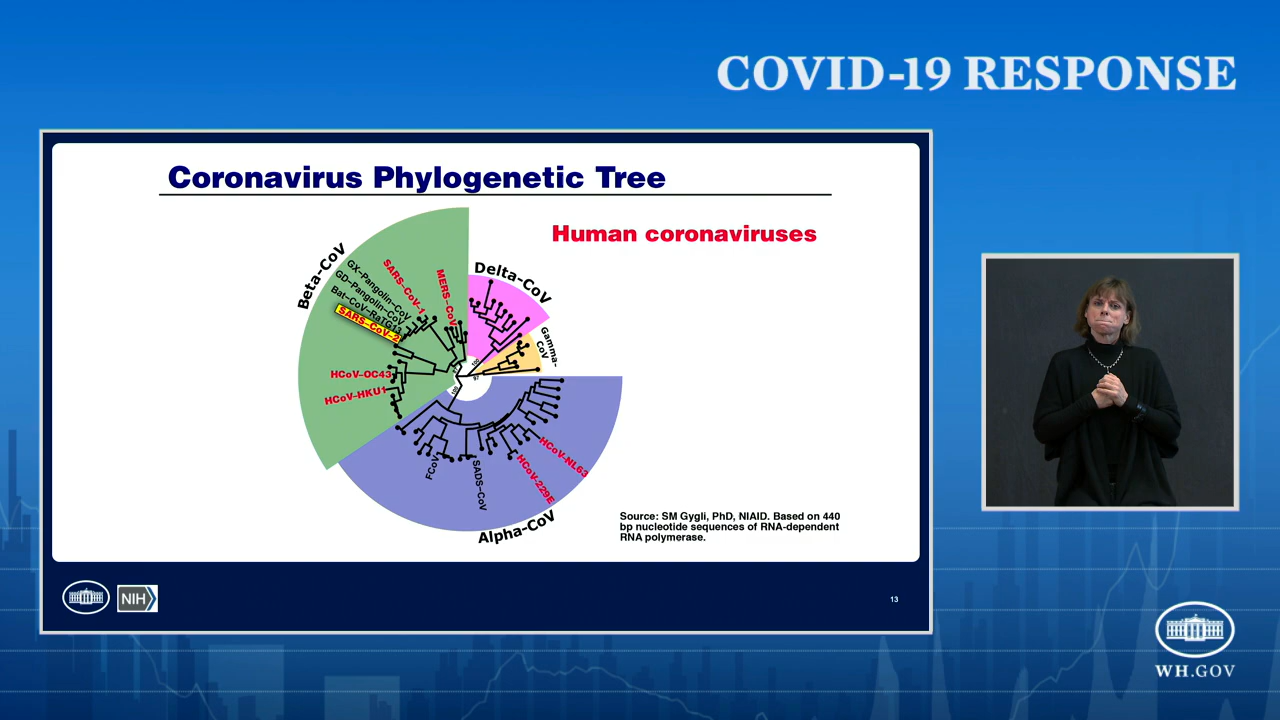 COVID-19 RESPONSE
Coronavirus Phylogenetic Tree
Human coronaviruses
Beta-CoV
GX-Pangolin-CoV
GD-Pangolin-CoV
Bat-CoV-RaTG13
SARS-CoV-2
SARS-CoV-1
MERS-CoV
Delta-CoV
Gamma-
CoV
HCoV-OC43
HCoV-HKU1
100
97
100
FCoV
SADS-CoV
HCoV-229E
HCoV-NL63
Alpha-CoV
Source: SM Gygli, PhD, NIAID. Based on 440
bp nucleotide sequences of RNA-dependent
RNA polymerase.
NIH
13
WH.GOV